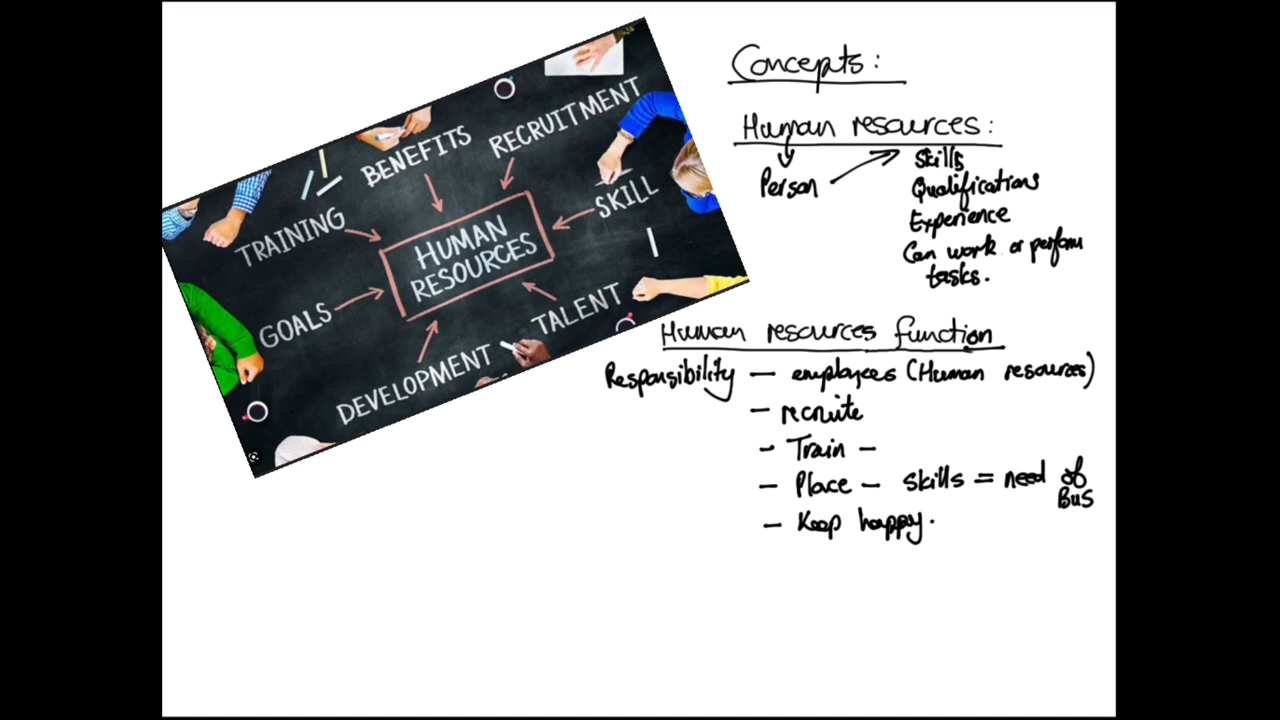 BENEFITS
RECRUITMENT
TRAINING
SKILL
HUMAN
RESOURCES
GOALS
TALENT
DEVELOPMENT
Concepts:
Human resources:
Person
Skills
Qualifications
Experience
Can work or perform
tasks.
Human resources function
Responsibility — employees (Human resources)
- recruite
- Train -
- Place - skills = need of
Bus
- Keep happy.